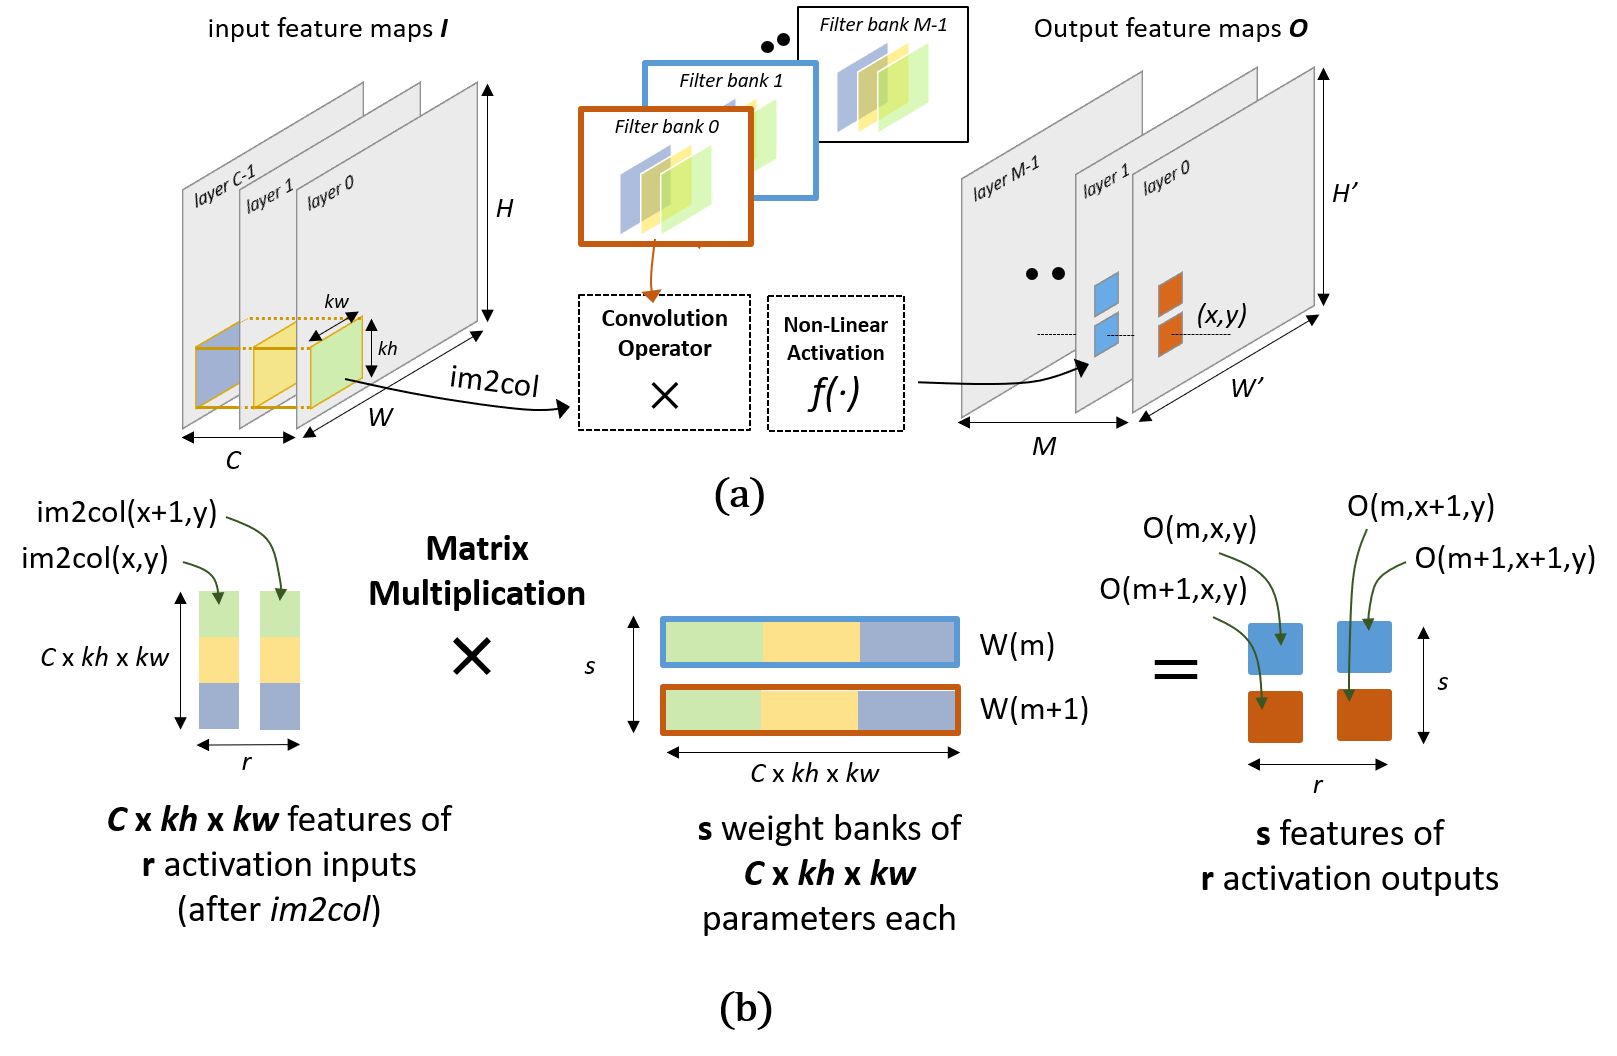 input feature maps I
Filter bank M-1
Output feature maps O
Filter bank 1
Filter bank 0
layer C-1
layer 1
layer 0
H
layer M-1
layer 1
layer 0
H’
kw
kh
(x,y)
Convolution
Operator
×
Non-Linear
Activation
f(·)
im2col
W
W’
C
M
(a)
im2col(x+1,y)
im2col(x,y)
C x kh x kw
r
Matrix
Multiplication
×
s
W(m)
W(m+1)
C x kh x kw
=
O(m,x,y)
O(m,x+1,y)
O(m+1,x,y)
O(m+1,x+1,y)
s
r
C x kh x kw features of
r activation inputs
(after im2col)
s weight banks of
C x kh x kw
parameters each
s features of
r activation outputs
(b)